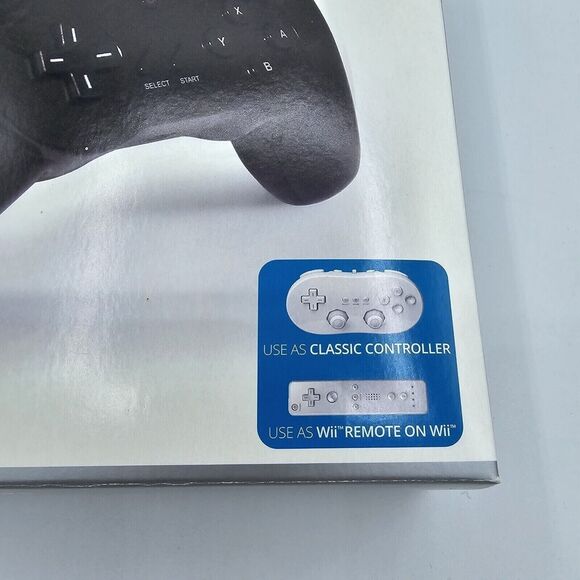 X
Y
A
B
SELECT START
USE AS CLASSIC CONTROLLER
USE AS Wii™ REMOTE ON Wii™